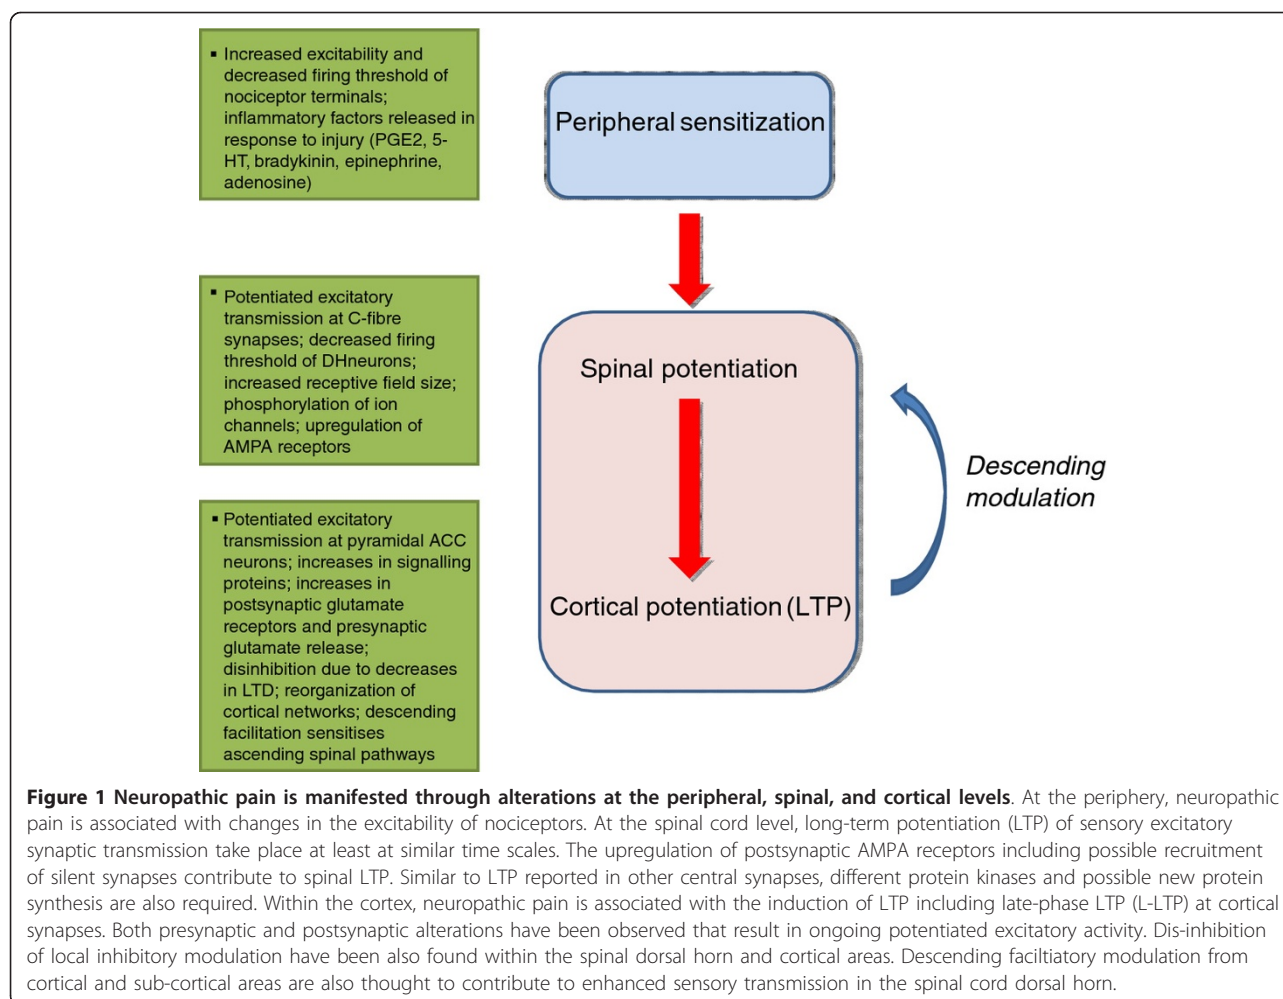 ▪ Increased excitability and
decreased firing threshold of
nociceptor terminals;
inflammatory factors released in
response to injury (PGE2, 5-
HT, bradykinin, epinephrine,
adenosine)
Peripheral sensitization
▪ Potentiated excitatory
transmission at C-fibre
synapses; decreased firing
threshold of DHneurons;
increased receptive field size;
phosphorylation of ion
channels; upregulation of
AMPA receptors
Spinal potentiation
Descending
modulation
▪ Potentiated excitatory
transmission at pyramidal ACC
neurons; increases in signalling
proteins; increases in
postsynaptic glutamate
receptors and presynaptic
glutamate release;
disinhibition due to decreases
in LTD; reorganization of
cortical networks; descending
facilitation sensitises
ascending spinal pathways
Cortical potentiation (LTP)
Figure 1 Neuropathic pain is manifested through alterations at the peripheral, spinal, and cortical levels. At the periphery, neuropathic
pain is associated with changes in the excitability of nociceptors. At the spinal cord level, long-term potentiation (LTP) of sensory excitatory
synaptic transmission take place at least at similar time scales. The upregulation of postsynaptic AMPA receptors including possible recruitment
of silent synapses contribute to spinal LTP. Similar to LTP reported in other central synapses, different protein kinases and possible new protein
synthesis are also required. Within the cortex, neuropathic pain is associated with the induction of LTP including late-phase LTP (L-LTP) at cortical
synapses. Both presynaptic and postsynaptic alterations have been observed that result in ongoing potentiated excitatory activity. Dis-inhibition
of local inhibitory modulation have been also found within the spinal dorsal horn and cortical areas. Descending faciltiatory modulation from
cortical and sub-cortical areas are also thought to contribute to enhanced sensory transmission in the spinal cord dorsal horn.